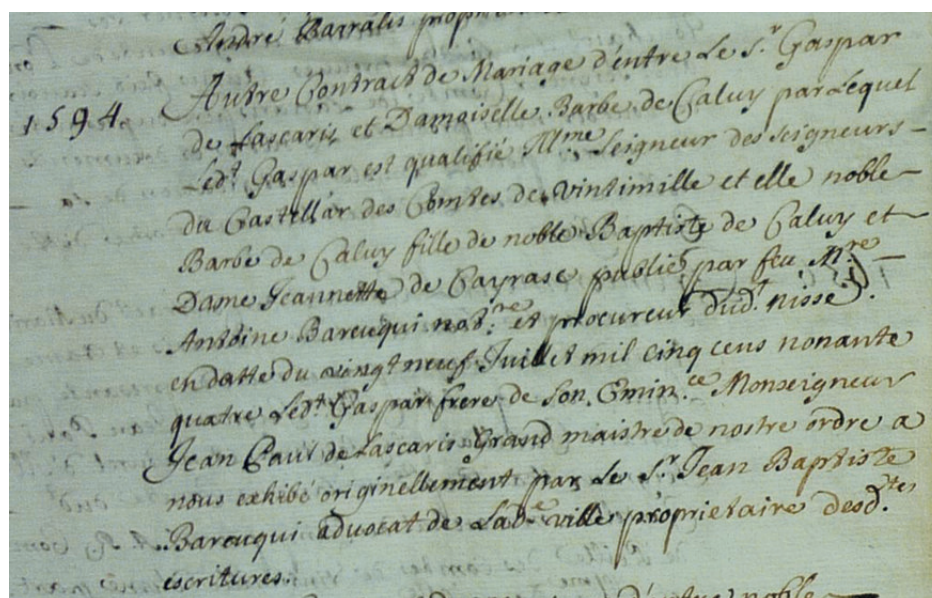 André Barralis
1594. Autre Contract de Mariage d'entre Le S.r Gaspar
de Lascaris et Damoiselle Barbe de Caluy par Lequel
Led.t Gaspar est qualifié Ill.me Seigneur des seigneurs
du Castellar des Comtes de Vintimille et elle noble
Barbe de Caluy fille de noble Baptiste de Caluy et
Dame Jeannette de Cayrase publié par feu M.re
Antoine Barcuqui not.re et procureur dud.t nisse
en datte du vingt neuf Juillet mil cinq cens nonante
quatre Led.t Gaspar frere de Son Emin.ce Monseigneur
Jean Paul de Lascaris Grand maistre de nostre ordre a
nous exhibé originellement par Le S.r Jean Baptiste
Barcuqui advocat de Lad.e ville proprietaire desd.tes
escritures.
noble